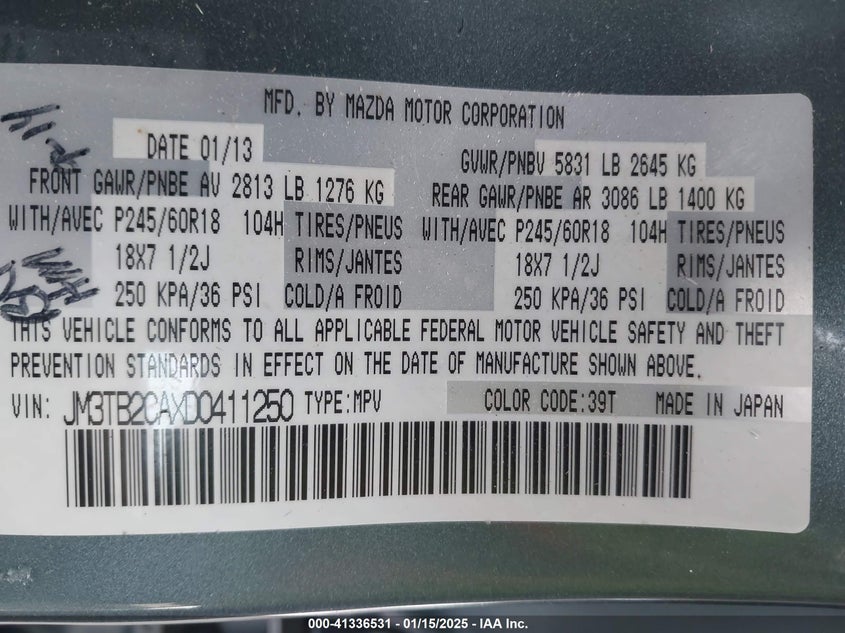 MFD. BY MAZDA MOTOR CORPORATION
DATE 01/13 GVWR/PNBV 5831 LB 2645 KG
FRONT GAWR/PNBE AV 2813 LB 1276 KG REAR GAWR/PNBE AR 3086 LB 1400 KG
WITH/AVEC P245/60R18 104H TIRES/PNEUS WITH/AVEC P245/60R18 104H TIRES/PNEUS
18X7 1/2J RIMS/JANTES 18X7 1/2J RIMS/JANTES
250 KPA/36 PSI COLD/A FROID 250 KPA/36 PSI COLD/A FROID
THIS VEHICLE CONFORMS TO ALL APPLICABLE FEDERAL MOTOR VEHICLE SAFETY AND THEFT
PREVENTION STANDARDS IN EFFECT ON THE DATE OF MANUFACTURE SHOWN ABOVE.
VIN: JM3TB2CAXD0411250 TYPE:MPV COLOR CODE:39T MADE IN JAPAN
000-41336531 - 01/15/2025 - IAA Inc.